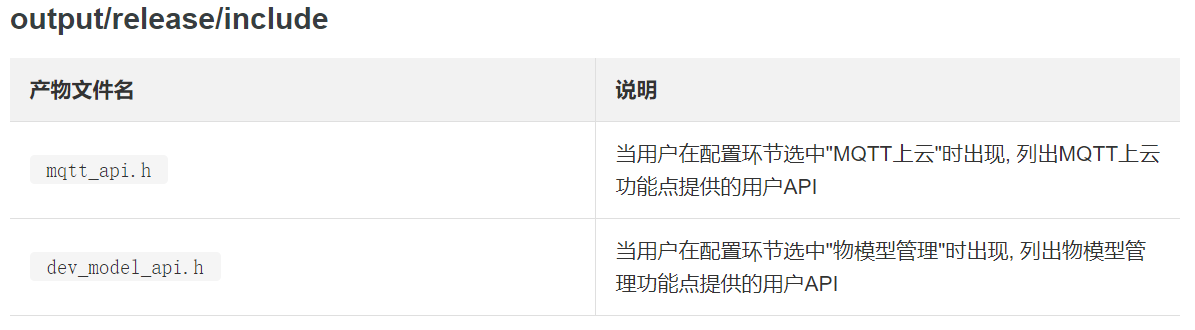 output/release/include
产物文件名
说明
mqtt_api.h
当用户在配置环节选中"MQTT上云"时出现, 列出MQTT上云
功能点提供的用户API
dev_model_api.h
当用户在配置环节选中"物模型管理"时出现, 列出物模型管
理功能点提供的用户API